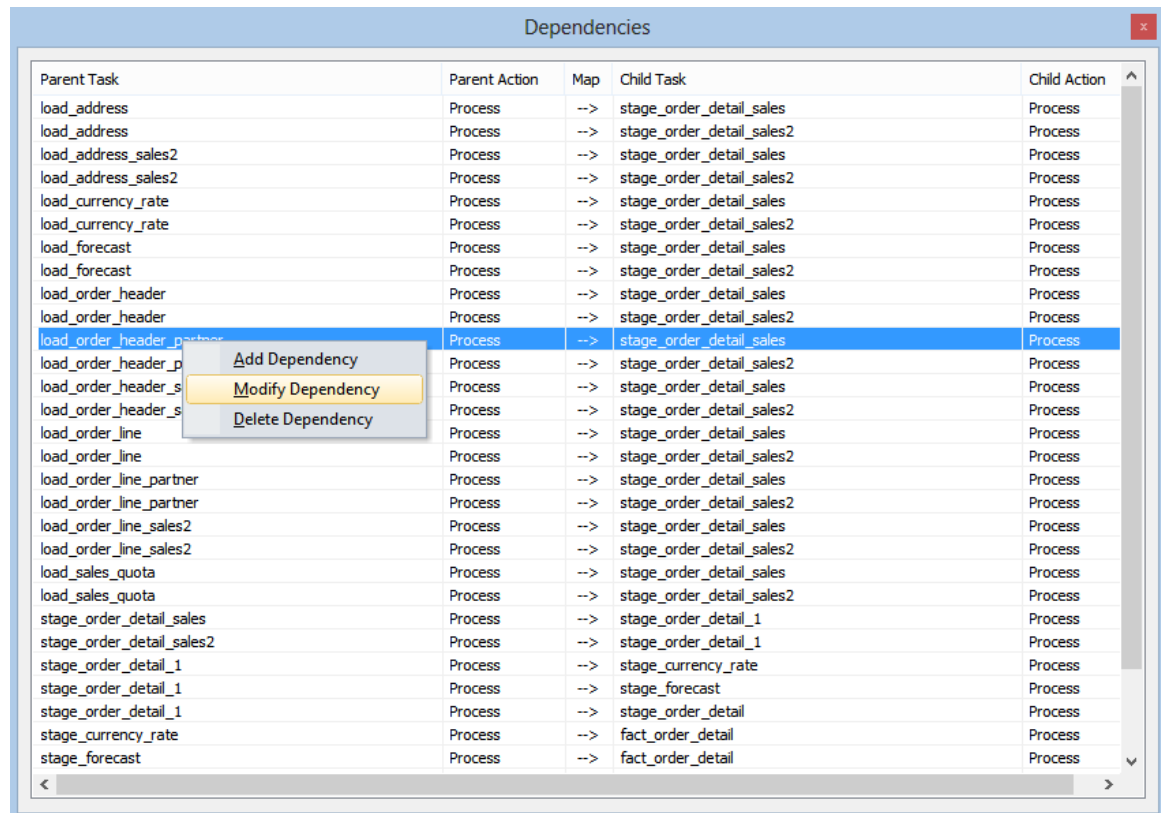 Dependencies
x
Parent Task Parent Action Map Child Task Child Action
load_address Process --> stage_order_detail_sales Process
load_address Process --> stage_order_detail_sales2 Process
load_address_sales2 Process --> stage_order_detail_sales Process
load_address_sales2 Process --> stage_order_detail_sales2 Process
load_currency_rate Process --> stage_order_detail_sales Process
load_currency_rate Process --> stage_order_detail_sales2 Process
load_forecast Process --> stage_order_detail_sales Process
load_forecast Process --> stage_order_detail_sales2 Process
load_order_header Process --> stage_order_detail_sales Process
load_order_header Process --> stage_order_detail_sales2 Process
load_order_header_partner Process --> stage_order_detail_sales Process
load_order_header_p Process --> stage_order_detail_sales2 Process
load_order_header_s Process --> stage_order_detail_sales Process
load_order_header_s Process --> stage_order_detail_sales2 Process
Add Dependency
Modify Dependency
Delete Dependency
load_order_line Process --> stage_order_detail_sales Process
load_order_line Process --> stage_order_detail_sales2 Process
load_order_line_partner Process --> stage_order_detail_sales Process
load_order_line_partner Process --> stage_order_detail_sales2 Process
load_order_line_sales2 Process --> stage_order_detail_sales Process
load_order_line_sales2 Process --> stage_order_detail_sales2 Process
load_sales_quota Process --> stage_order_detail_sales Process
load_sales_quota Process --> stage_order_detail_sales2 Process
stage_order_detail_sales Process --> stage_order_detail_1 Process
stage_order_detail_sales2 Process --> stage_order_detail_1 Process
stage_order_detail_1 Process --> stage_currency_rate Process
stage_order_detail_1 Process --> stage_forecast Process
stage_order_detail_1 Process --> stage_order_detail Process
stage_currency_rate Process --> fact_order_detail Process
stage_forecast Process --> fact_order_detail Process